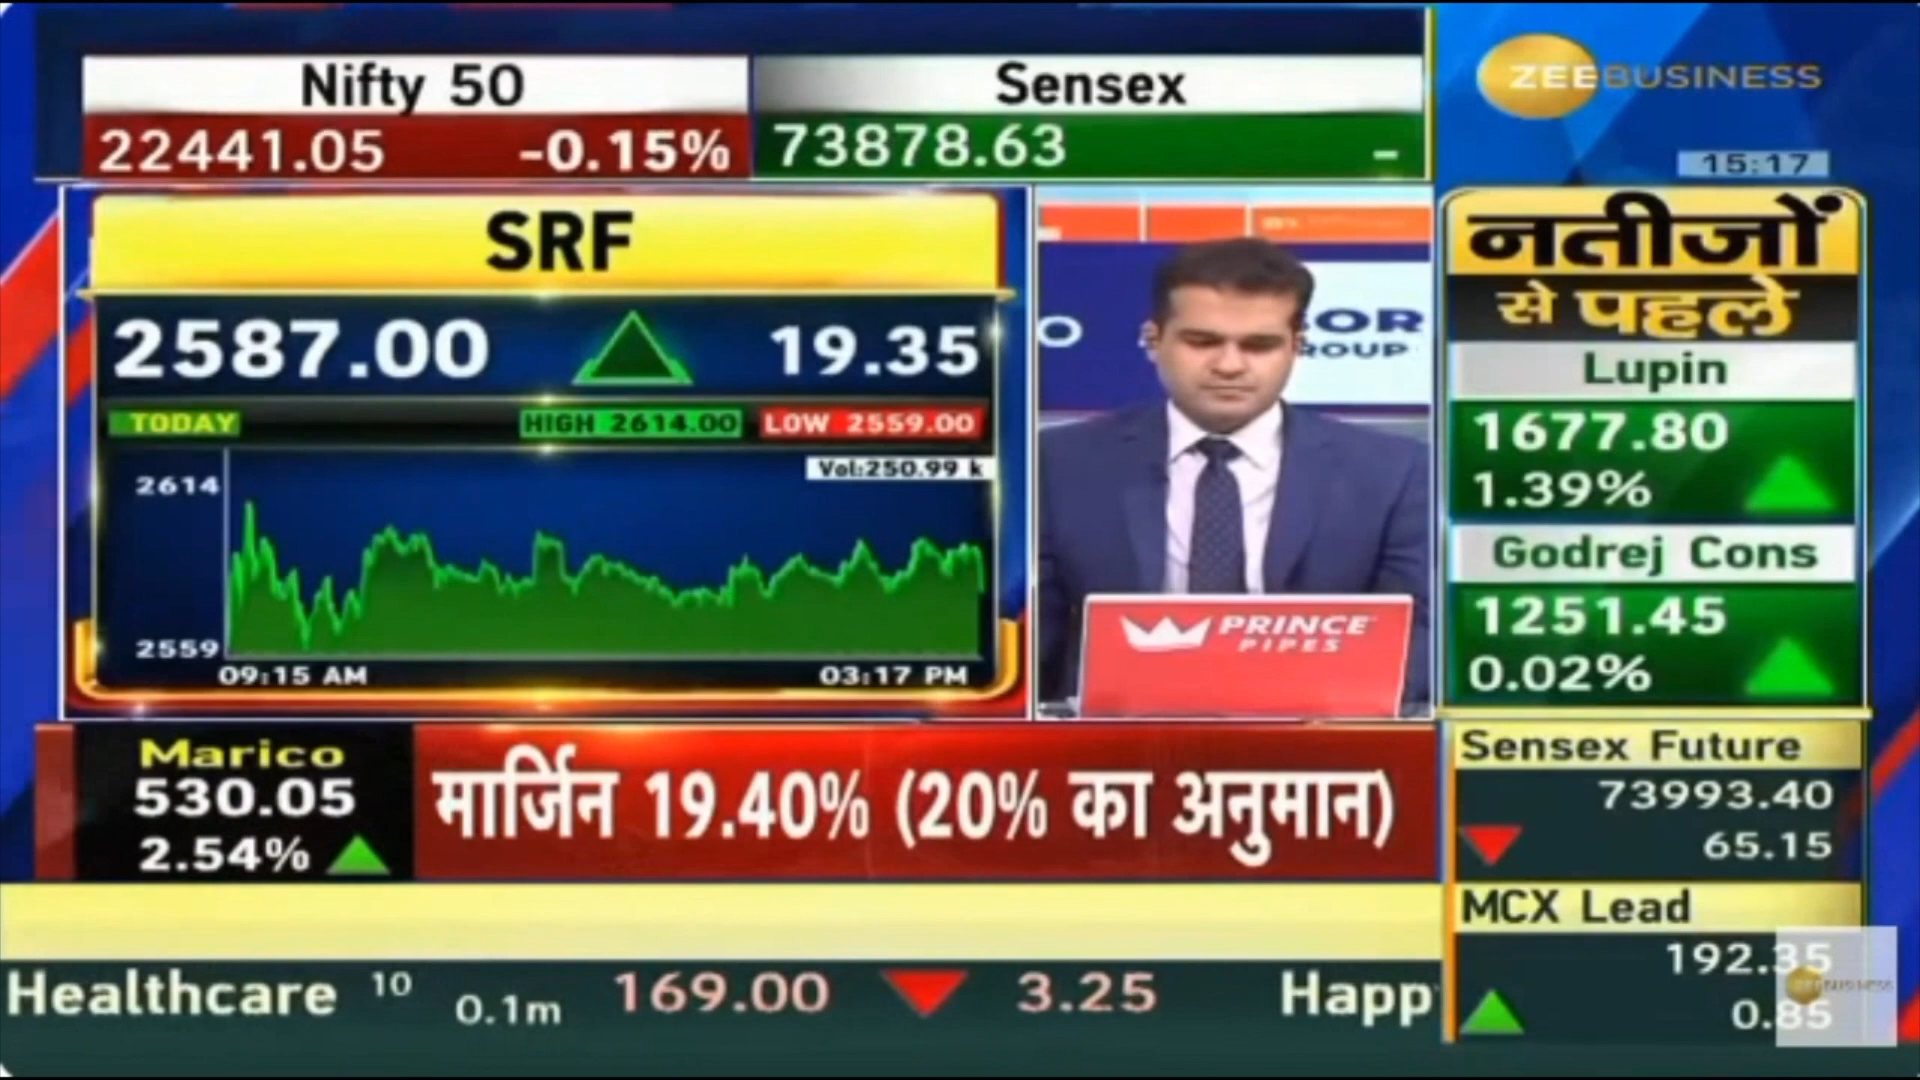 Nifty 50
22441.05 -0.15%
Sensex
73878.63 -
ZEEBUSINESS
15:17
SRF
2587.00 19.35
TODAY HIGH 2614.00 LOW 2559.00
Vol:250.99 k
2614
2559
09:15 AM 03:17 PM
O
OR
ROUP
PRINCE
PIPES
नतीजों
से पहले
Lupin
1677.80
1.39%
Godrej Cons
1251.45
0.02%
Marico
530.05
2.54%
मार्जिन 19.40% (20% का अनुमान)
Sensex Future
73993.40
65.15
MCX Lead
192.35
0.85
ZEEBUSINESS
Healthcare 10 0.1m 169.00 3.25 Happ